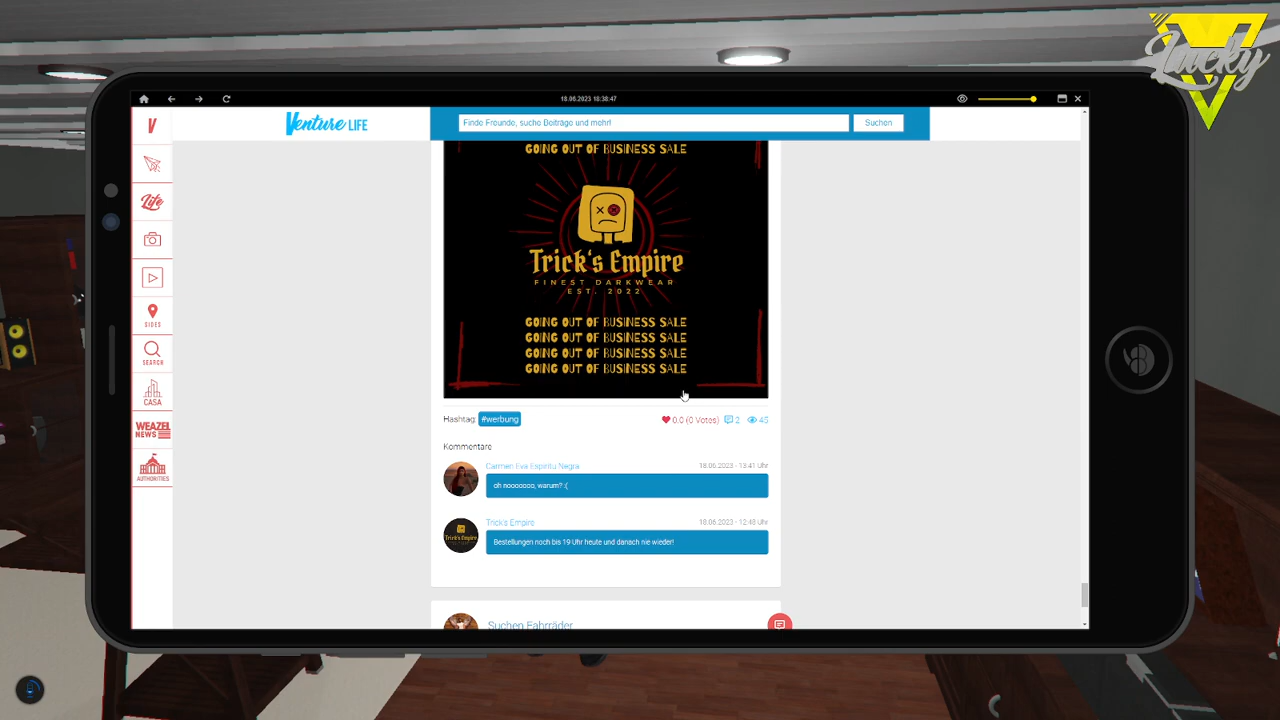 Lucky
18.06.2023 18:38:47
V
Venture LIFE
Finde Freunde, suche Beiträge und mehr!
Suchen
Life
SIDES
SEARCH
CASA
WEAZEL
NEWS
AUTHORITIES
GOING OUT OF BUSINESS SALE
Trick's Empire
FINEST DARKWEAR
EST. 2022
GOING OUT OF BUSINESS SALE
GOING OUT OF BUSINESS SALE
GOING OUT OF BUSINESS SALE
GOING OUT OF BUSINESS SALE
Hashtag: #werbung
0.0 (0 Votes) 2 45
Kommentare
Carmen Eva Espiritu Negra 18.06.2023 - 13:41 Uhr
oh nooooooo, warum? :(
Trick's Empire 18.06.2023 - 12:48 Uhr
Trick's Empire
Bestellungen noch bis 19 Uhr heute und danach nie wieder!
Suchen Fahrräder